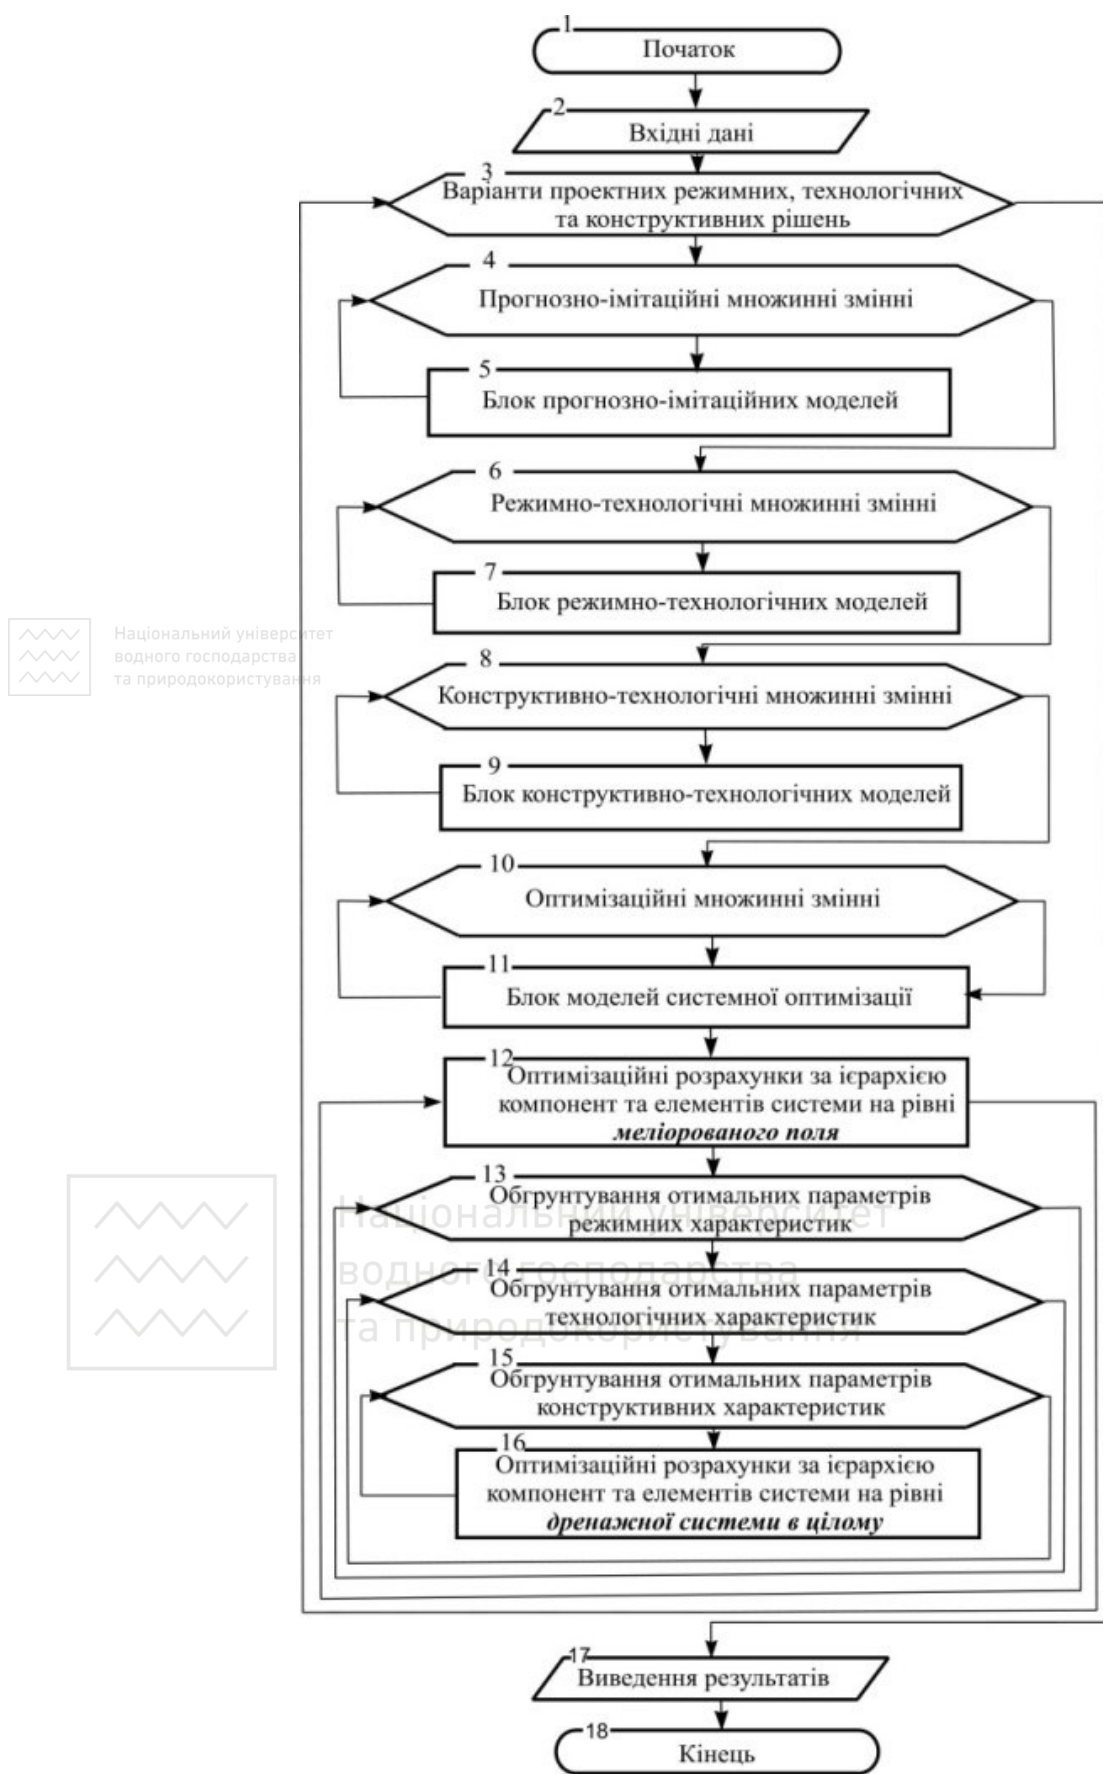 1
Початок
2
Вхідні дані
3
Варіанти проектних режимних, технологічних
та конструктивних рішень
4
Прогнозно-імітаційні множинні змінні
5
Блок прогнозно-імітаційних моделей
6
Режимно-технологічні множинні змінні
7
Блок режимно-технологічних моделей
Національний університет
водного господарства
та природокористування
8
Конструктивно-технологічні множинні змінні
9
Блок конструктивно-технологічних моделей
10
Оптимізаційні множинні змінні
11
Блок моделей системної оптимізації
12
Оптимізаційні розрахунки за ієрархією
компонент та елементів системи на рівні
меліорованого поля
13
Обгрунтування отимальних параметрів
режимних характеристик
Національний університет
водного господарства
та природокористування
14
Обгрунтування отимальних параметрів
технологічних характеристик
15
Обгрунтування отимальних параметрів
конструктивних характеристик
16
Оптимізаційні розрахунки за ієрархією
компонент та елементів системи на рівні
дренажної системи в цілому
17
Виведення результатів
18
Кінець